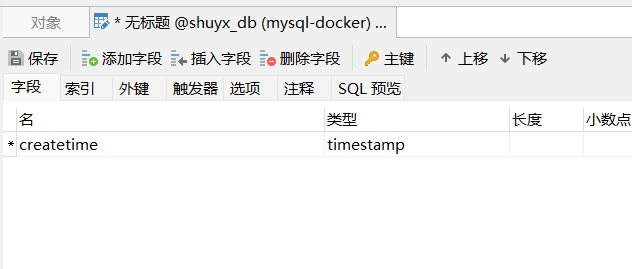 对象 * 无标题 @shuyx_db (mysql-docker) ...
保存 添加字段 插入字段 删除字段 主键 上移 下移
字段 索引 外键 触发器 选项 注释 SQL 预览
名 类型 长度 小数点
* createtime timestamp